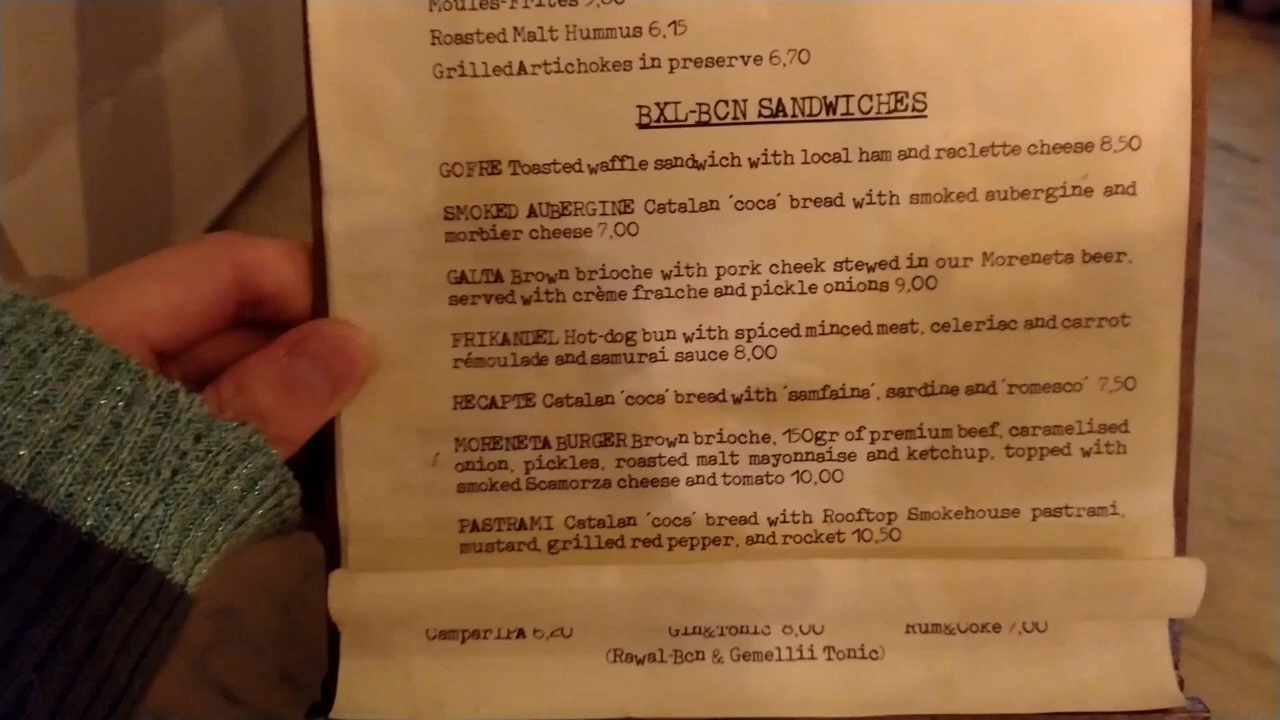 Moules-Frites
Roasted Malt Hummus 6,15
GrilledArtichokes in preserve 6,70
BXL-BCN SANDWICHES
GOFRE Toasted waffle sandwich with local ham and raclette cheese 8,50
SMOKED AUBERGINE Catalan 'coca' bread with smoked aubergine and
morbier cheese 7,00
GALTA Brown brioche with pork cheek stewed in our Moreneta beer,
served with crème fraîche and pickle onions 9,00
FRIKANDEL Hot-dog bun with spiced minced meat, celeriac and carrot
rémoulade and samurai sauce 8,00
RECAPTE Catalan 'coca' bread with 'samfaina', sardine and 'romesco' 7,50
MORENETA BURGER Brown brioche, 150gr of premium beef, caramelised
onion, pickles, roasted malt mayonnaise and ketchup, topped with
smoked Scamorza cheese and tomato 10,00
PASTRAMI Catalan 'coca' bread with Rooftop Smokehouse pastrami,
mustard, grilled red pepper, and rocket 10,50
Campar IPA 6,20 Gin&Tonic 8,00 Rum&Coke 7,00
(Rawal-Bcn & Gemellii Tonic)